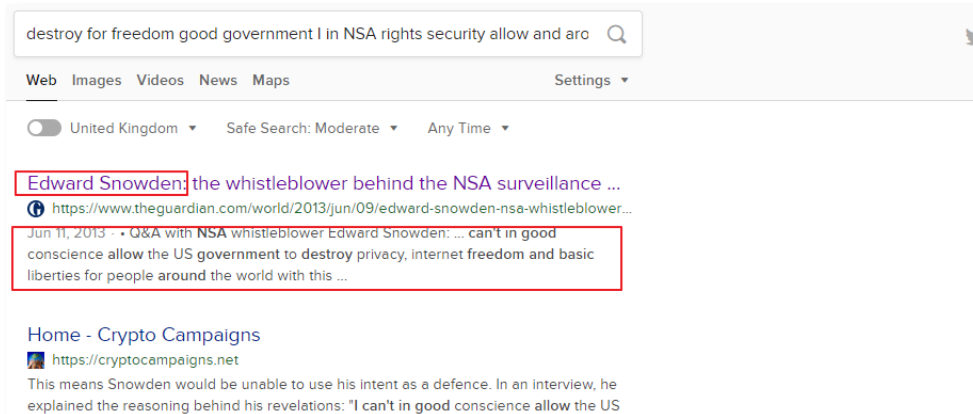 destroy for freedom good government I in NSA rights security allow and aro
Web Images Videos News Maps Settings
United Kingdom Safe Search: Moderate Any Time
Edward Snowden: the whistleblower behind the NSA surveillance ...
https://www.theguardian.com/world/2013/jun/09/edward-snowden-nsa-whistleblower...
Jun 11, 2013 · • Q&A with NSA whistleblower Edward Snowden: ... can't in good
conscience allow the US government to destroy privacy, internet freedom and basic
liberties for people around the world with this ...
Home - Crypto Campaigns
https://cryptocampaigns.net
This means Snowden would be unable to use his intent as a defence. In an interview, he
explained the reasoning behind his revelations: "I can't in good conscience allow the US